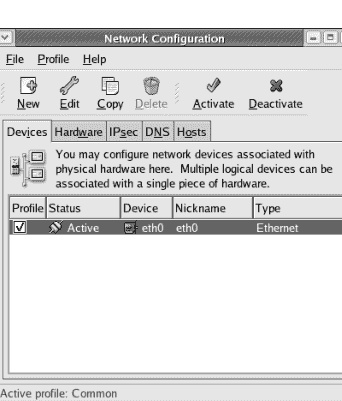 Network Configuration
File Profile Help
New Edit Copy Delete Activate Deactivate
Devices Hardware IPsec DNS Hosts
You may configure network devices associated with
physical hardware here. Multiple logical devices can be
associated with a single piece of hardware.
Profile Status Device Nickname Type
Active eth0 eth0 Ethernet
Active profile: Common